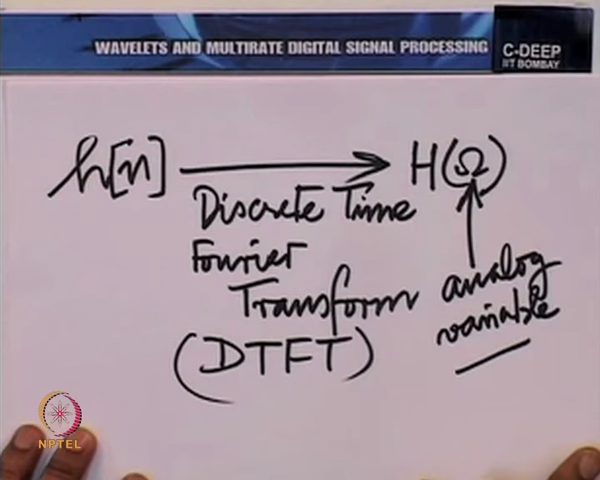 WAVELETS AND MULTIRATE DIGITAL SIGNAL PROCESSING
C-DEEP
IIT BOMBAY
h[n] → H(Ω)
Discrete Time
Fourier
Transform
(DTFT)
analog
variable
NPTEL